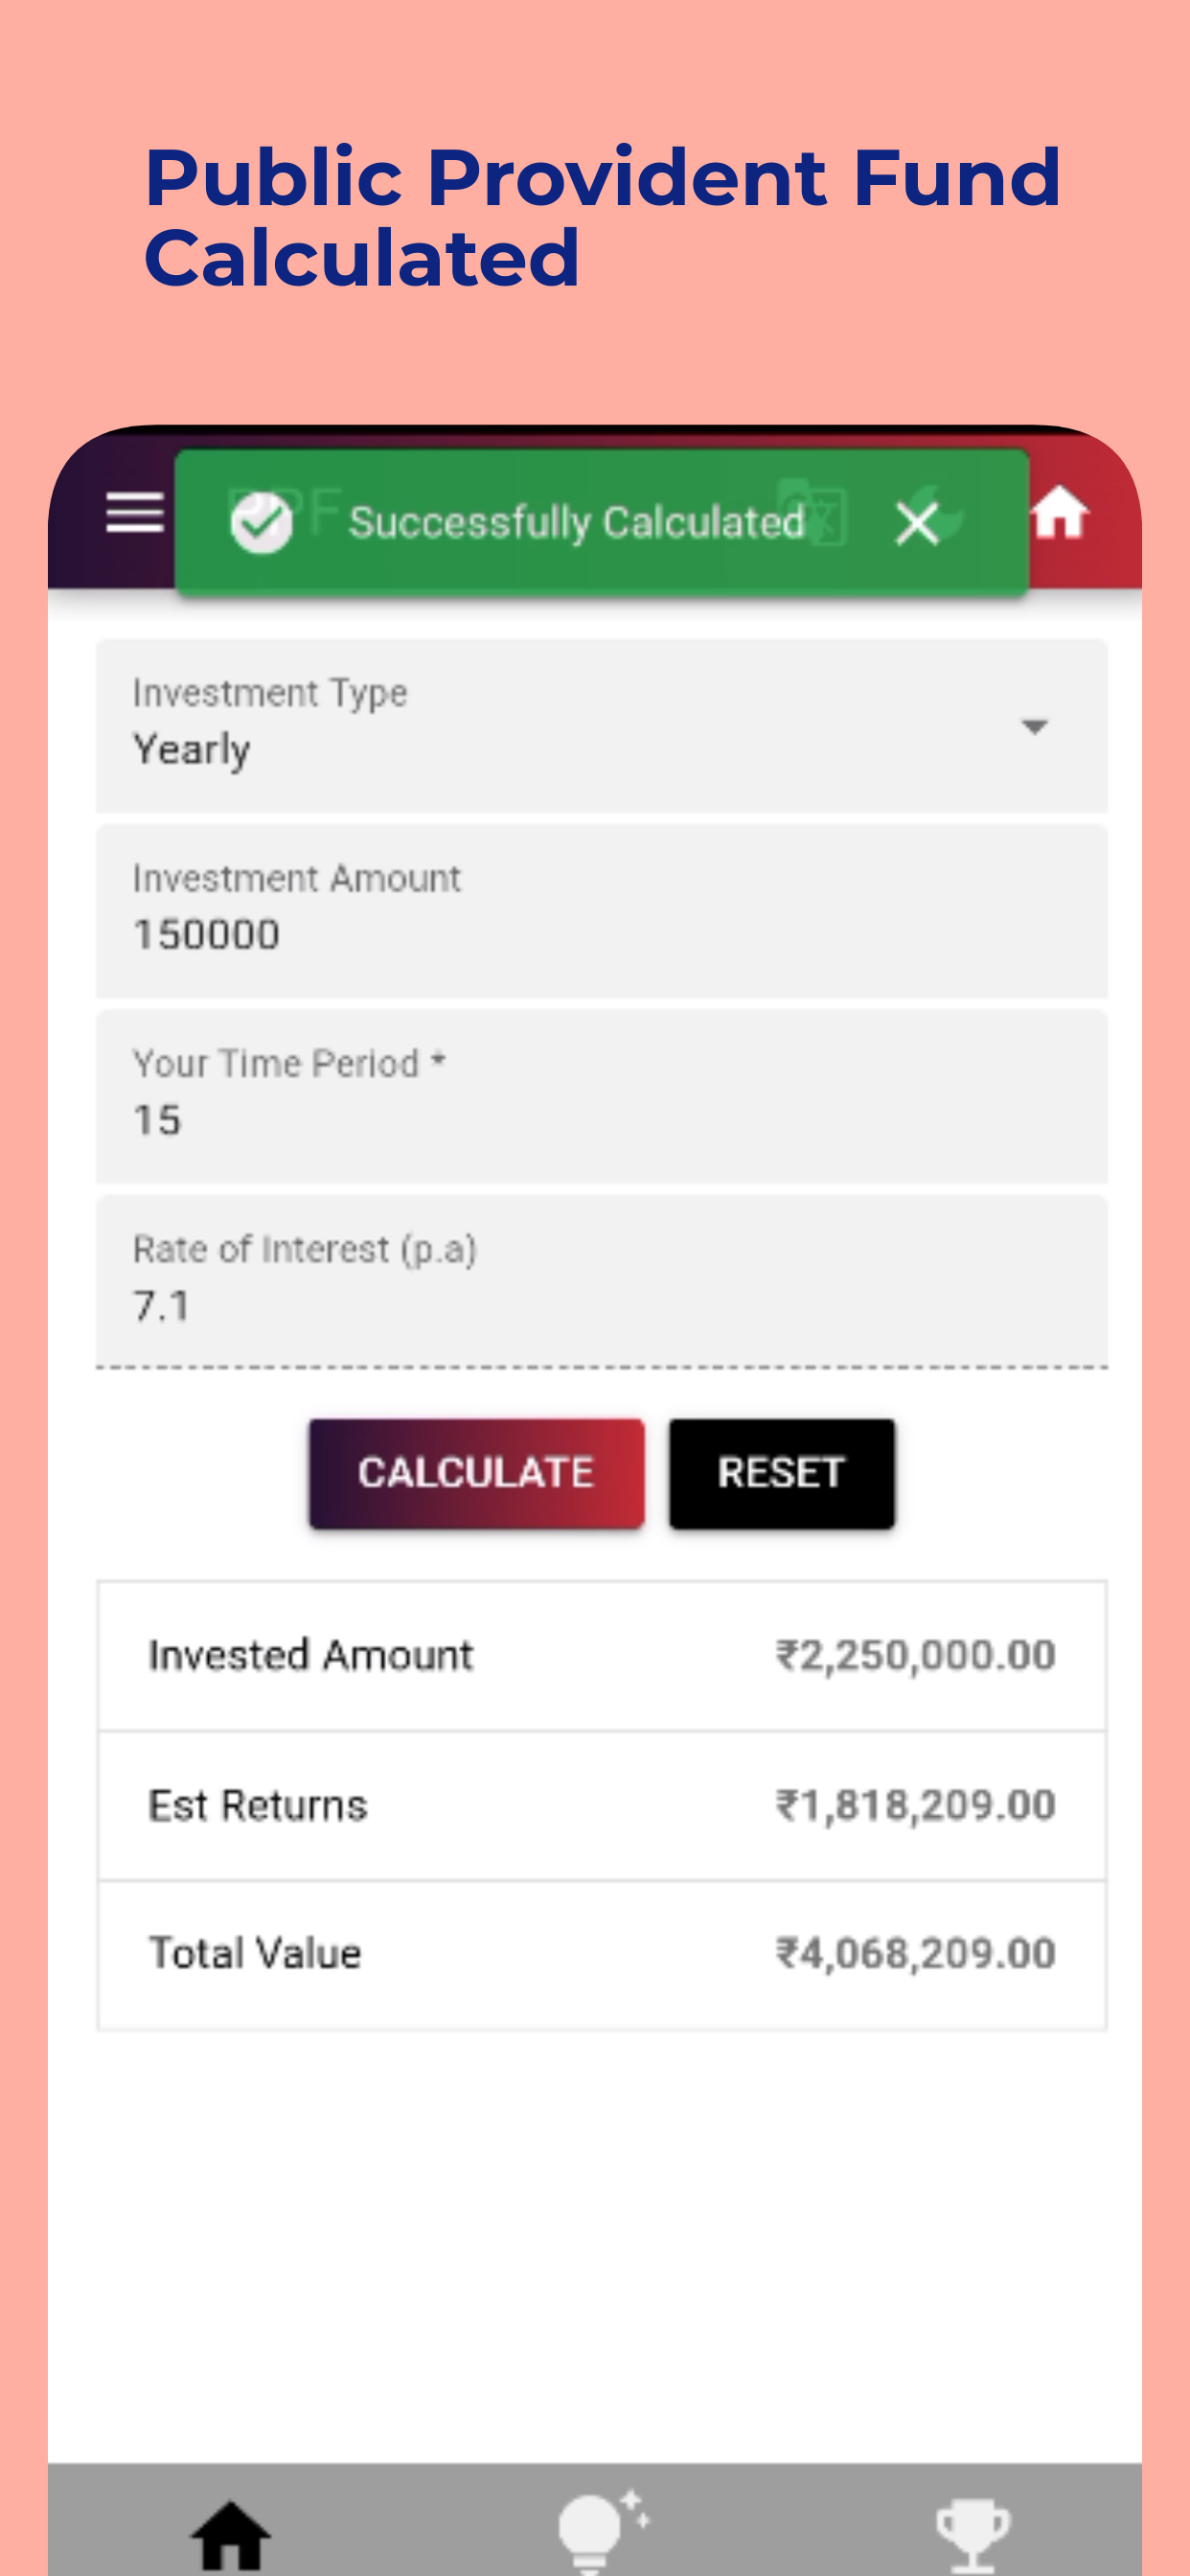 Public Provident Fund
Calculated
PPF
Successfully Calculated
Investment Type
Yearly
Investment Amount
150000
Your Time Period *
15
Rate of Interest (p.a)
7.1
CALCULATE
RESET
Invested Amount
₹2,250,000.00
Est Returns
₹1,818,209.00
Total Value
₹4,068,209.00